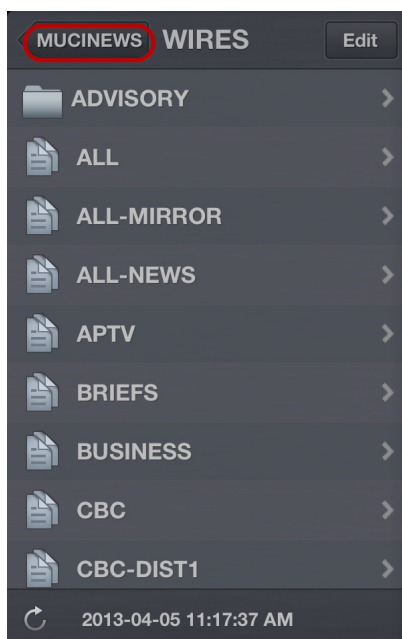 MUCINEWS WIRES Edit
ADVISORY
ALL
ALL-MIRROR
ALL-NEWS
APTV
BRIEFS
BUSINESS
CBC
CBC-DIST1
2013-04-05 11:17:37 AM